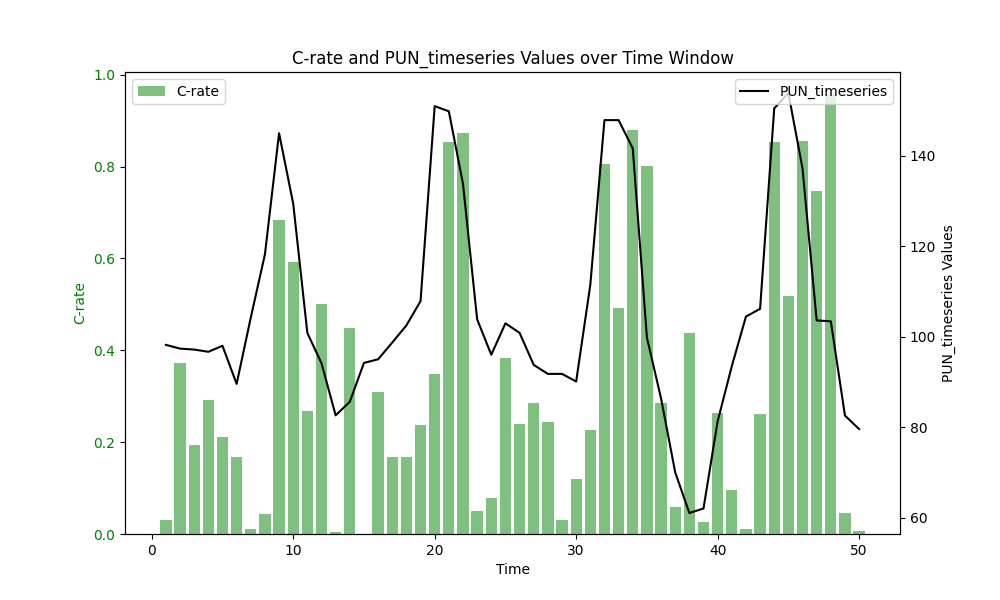 C-rate and PUN_timeseries Values over Time Window
C-rate
PUN_timeseries
1.0
0.8
0.6
0.4
0.2
0.0
C-rate
140
120
100
80
60
PUN_timeseries Values
0 10 20 30 40 50
Time